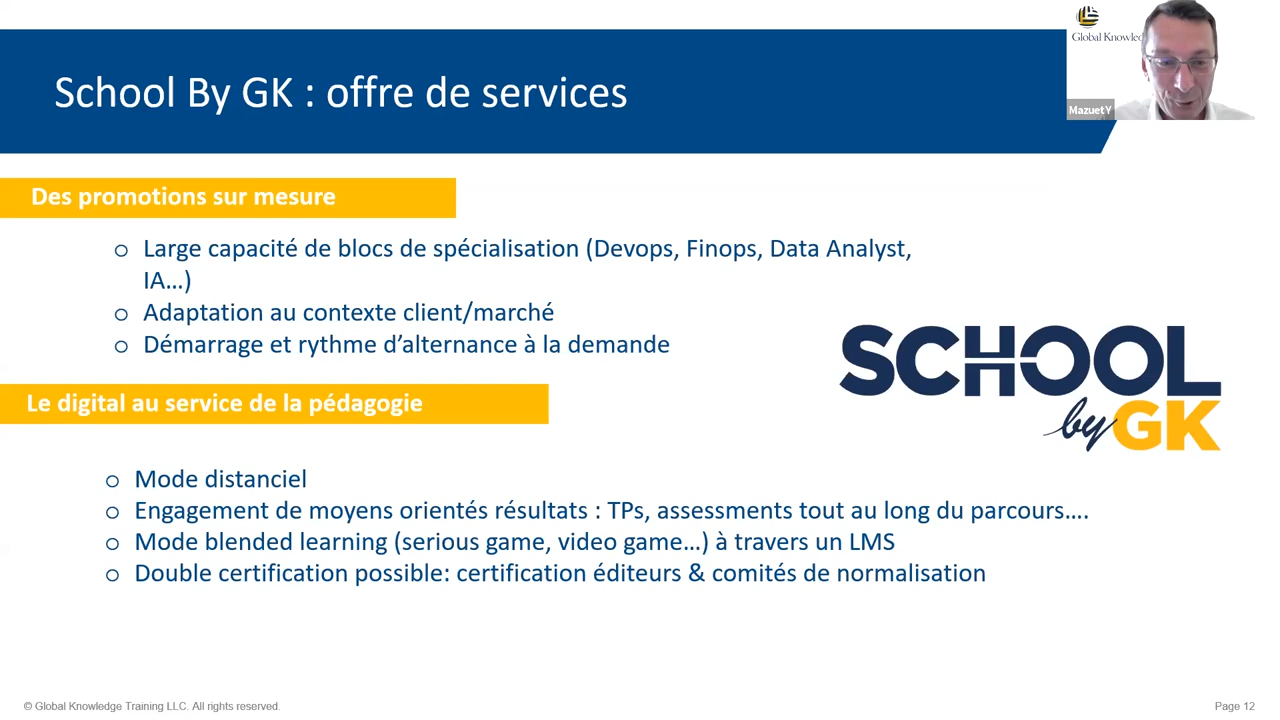 Global Knowled
MazuetY
School By GK : offre de services
Des promotions sur mesure
o Large capacité de blocs de spécialisation (Devops, Finops, Data Analyst,
IA…)
o Adaptation au contexte client/marché
o Démarrage et rythme d’alternance à la demande
SCHOOL
by GK
Le digital au service de la pédagogie
o Mode distanciel
o Engagement de moyens orientés résultats : TPs, assessments tout au long du parcours….
o Mode blended learning (serious game, video game…) à travers un LMS
o Double certification possible: certification éditeurs & comités de normalisation
© Global Knowledge Training LLC. All rights reserved.
Page 12